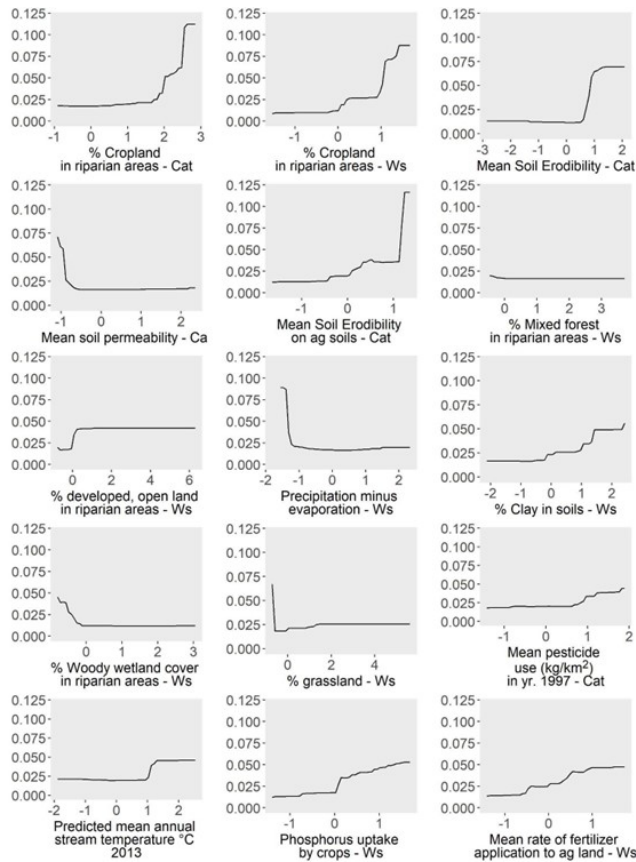 0.125
0.100
0.075
0.050
0.025
0.000
-1 0 1 2 3
% Cropland
in riparian areas - Cat
0.125
0.100
0.075
0.050
0.025
0.000
-1 0 1
% Cropland
in riparian areas - Ws
0.125
0.100
0.075
0.050
0.025
0.000
-3 -2 -1 0 1 2
Mean Soil Erodibility - Cat
0.125
0.100
0.075
0.050
0.025
0.000
-1 0 1 2
Mean soil permeability - Ca
0.125
0.100
0.075
0.050
0.025
0.000
-1 0 1
Mean Soil Erodibility
on ag soils - Cat
0.125
0.100
0.075
0.050
0.025
0.000
0 1 2 3
% Mixed forest
in riparian areas - Ws
0.125
0.100
0.075
0.050
0.025
0.000
0 2 4 6
% developed, open land
in riparian areas - Ws
0.125
0.100
0.075
0.050
0.025
0.000
-2 -1 0 1 2
Precipitation minus
evaporation - Ws
0.125
0.100
0.075
0.050
0.025
0.000
-2 -1 0 1 2
% Clay in soils - Ws
0.125
0.100
0.075
0.050
0.025
0.000
0 1 2 3
% Woody wetland cover
in riparian areas - Ws
0.125
0.100
0.075
0.050
0.025
0.000
0 2 4
% grassland - Ws
0.125
0.100
0.075
0.050
0.025
0.000
-1 0 1 2
Mean pesticide
use (kg/km²)
in yr. 1997 - Cat
0.125
0.100
0.075
0.050
0.025
0.000
-2 -1 0 1 2
Predicted mean annual
stream temperature °C
2013
0.125
0.100
0.075
0.050
0.025
0.000
-1 0 1
Phosphorus uptake
by crops - Ws
0.125
0.100
0.075
0.050
0.025
0.000
-1 0 1
Mean rate of fertilizer
application to ag land - Ws